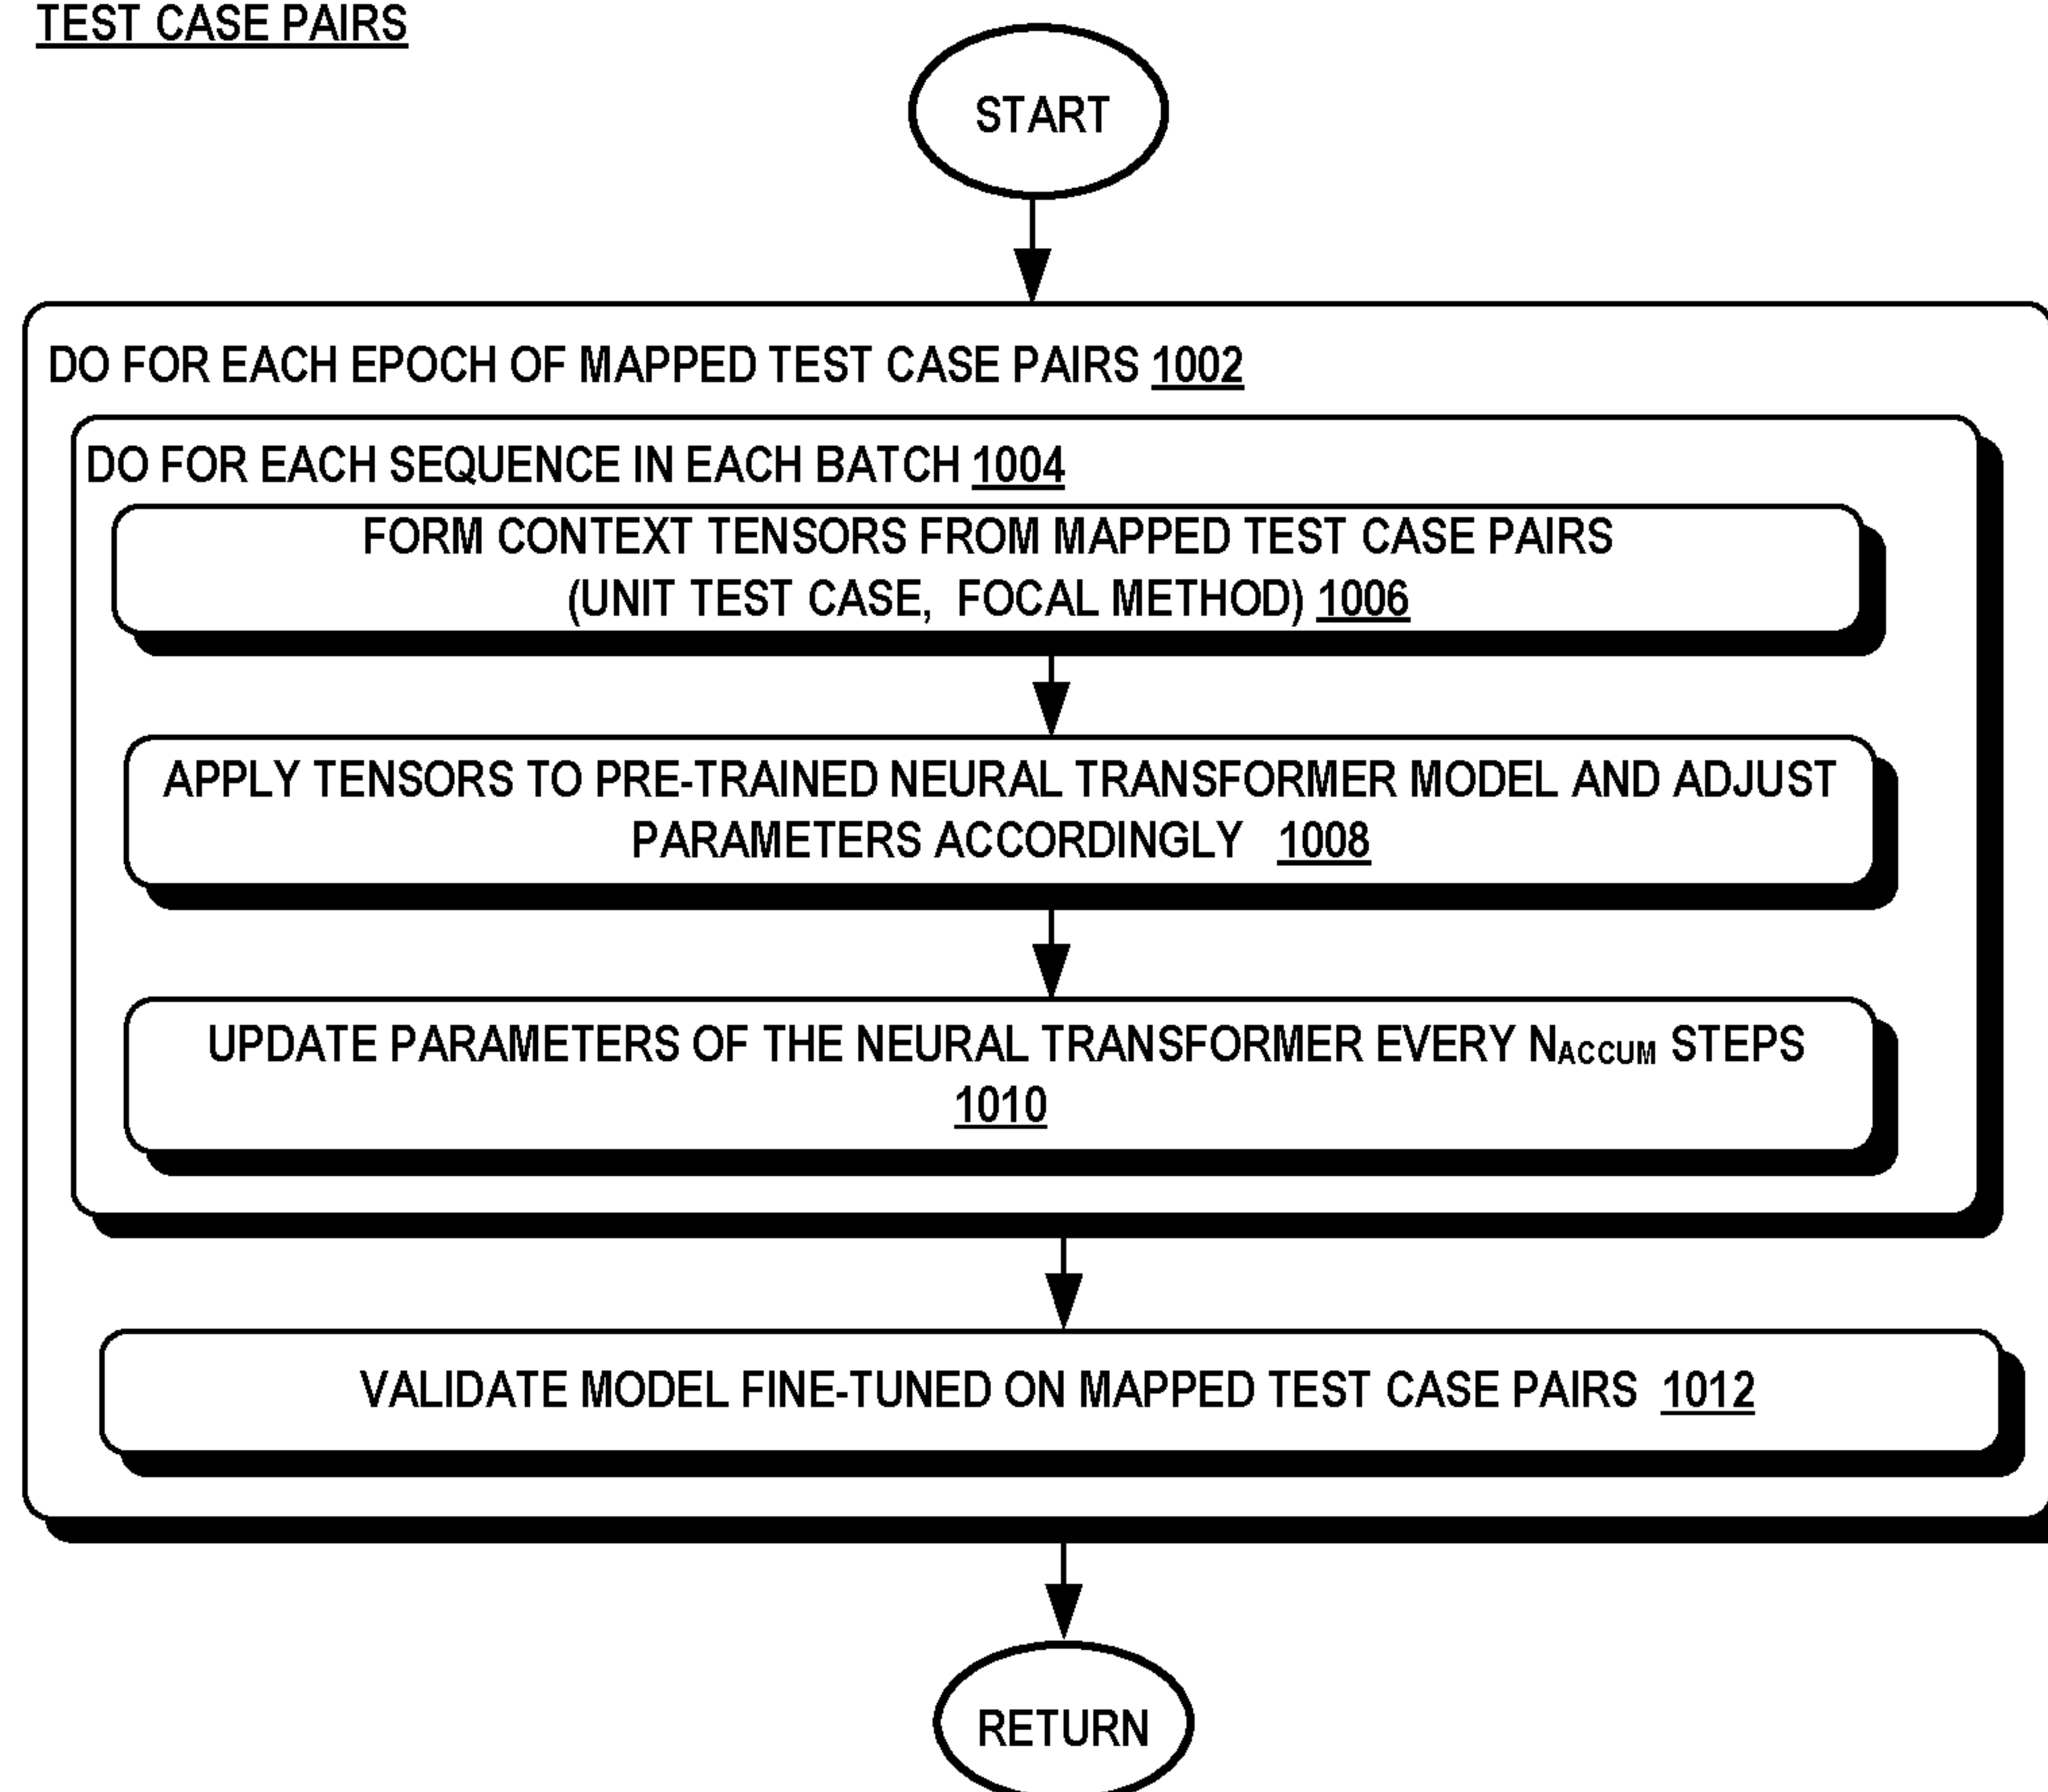 TEST CASE PAIRS
START
DO FOR EACH EPOCH OF MAPPED TEST CASE PAIRS 1002
DO FOR EACH SEQUENCE IN EACH BATCH 1004
FORM CONTEXT TENSORS FROM MAPPED TEST CASE PAIRS
(UNIT TEST CASE, FOCAL METHOD) 1006
APPLY TENSORS TO PRE-TRAINED NEURAL TRANSFORMER MODEL AND ADJUST
PARAMETERS ACCORDINGLY 1008
UPDATE PARAMETERS OF THE NEURAL TRANSFORMER EVERY NACCUM STEPS
1010
VALIDATE MODEL FINE-TUNED ON MAPPED TEST CASE PAIRS 1012
RETURN